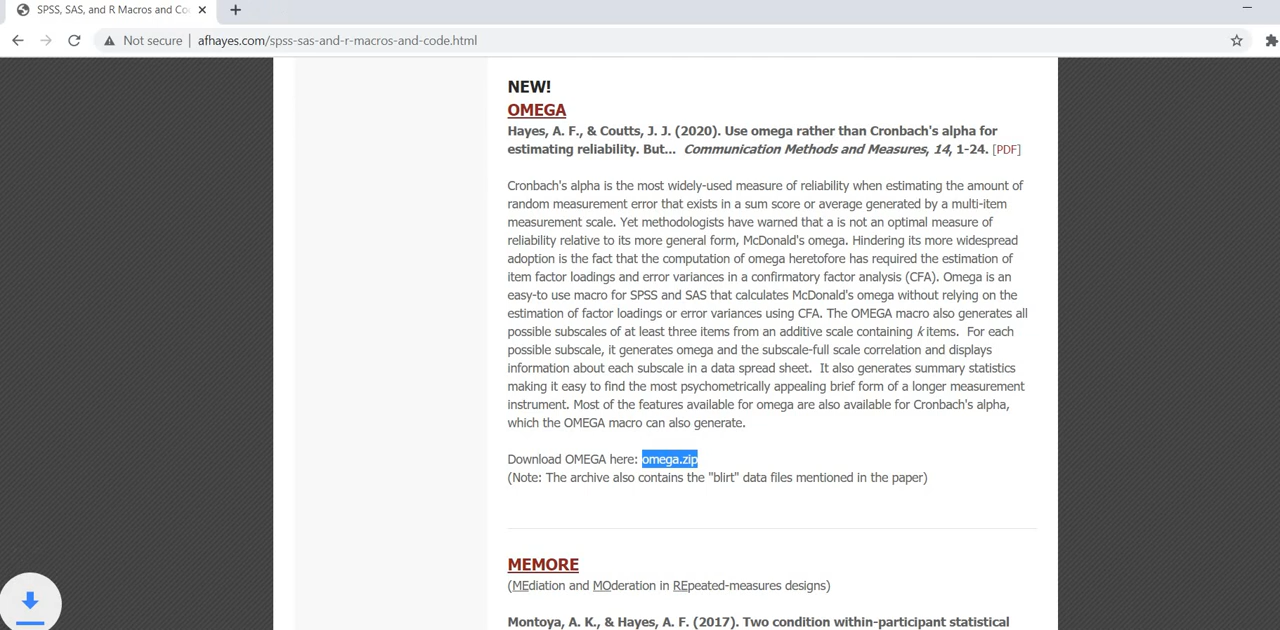 SPSS, SAS, and R Macros and Co
Not secure | afhayes.com/spss-sas-and-r-macros-and-code.html
NEW!
OMEGA
Hayes, A. F., & Coutts, J. J. (2020). Use omega rather than Cronbach's alpha for
estimating reliability. But... Communication Methods and Measures, 14, 1-24. [PDF]
Cronbach's alpha is the most widely-used measure of reliability when estimating the amount of
random measurement error that exists in a sum score or average generated by a multi-item
measurement scale. Yet methodologists have warned that a is not an optimal measure of
reliability relative to its more general form, McDonald's omega. Hindering its more widespread
adoption is the fact that the computation of omega heretofore has required the estimation of
item factor loadings and error variances in a confirmatory factor analysis (CFA). Omega is an
easy-to use macro for SPSS and SAS that calculates McDonald's omega without relying on the
estimation of factor loadings or error variances using CFA. The OMEGA macro also generates all
possible subscales of at least three items from an additive scale containing k items.  For each
possible subscale, it generates omega and the subscale-full scale correlation and displays
information about each subscale in a data spread sheet.  It also generates summary statistics
making it easy to find the most psychometrically appealing brief form of a longer measurement
instrument. Most of the features available for omega are also available for Cronbach's alpha,
which the OMEGA macro can also generate.
Download OMEGA here: omega.zip
(Note: The archive also contains the "blirt" data files mentioned in the paper)
MEMORE
(MEdiation and MOderation in REpeated-measures designs)
Montoya, A. K., & Hayes, A. F. (2017). Two condition within-participant statistical